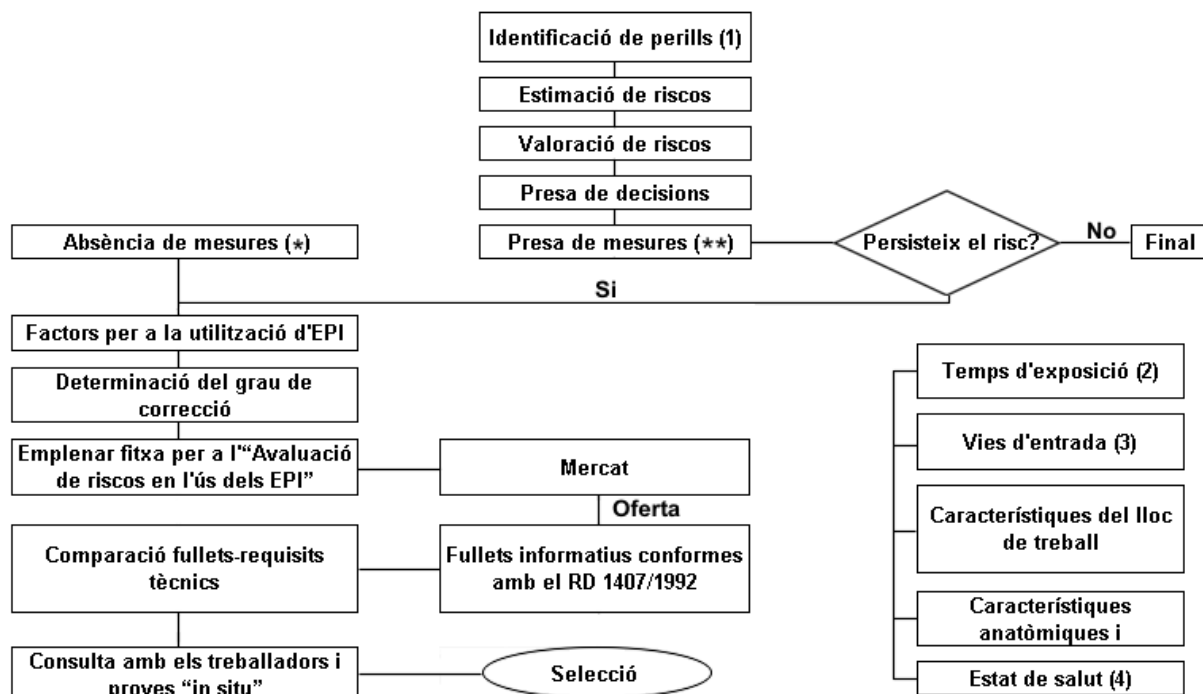 Identificació de perills (1)
Estimació de riscos
Valoració de riscos
Presa de decisions
Absència de mesures (*)
Presa de mesures (**)
Persisteix el risc?
No
Final
Si
Factors per a la utilització d'EPI
Determinació del grau de
correcció
Emplenar fitxa per a l'“Avaluació
de riscos en l'ús dels EPI”
Mercat
Oferta
Comparació fullets-requisits
tècnics
Fullets informatius conformes
amb el RD 1407/1992
Consulta amb els treballadors i
proves “in situ”
Selecció
Temps d'exposició (2)
Vies d'entrada (3)
Característiques del lloc
de treball
Característiques
anatòmiques i
Estat de salut (4)